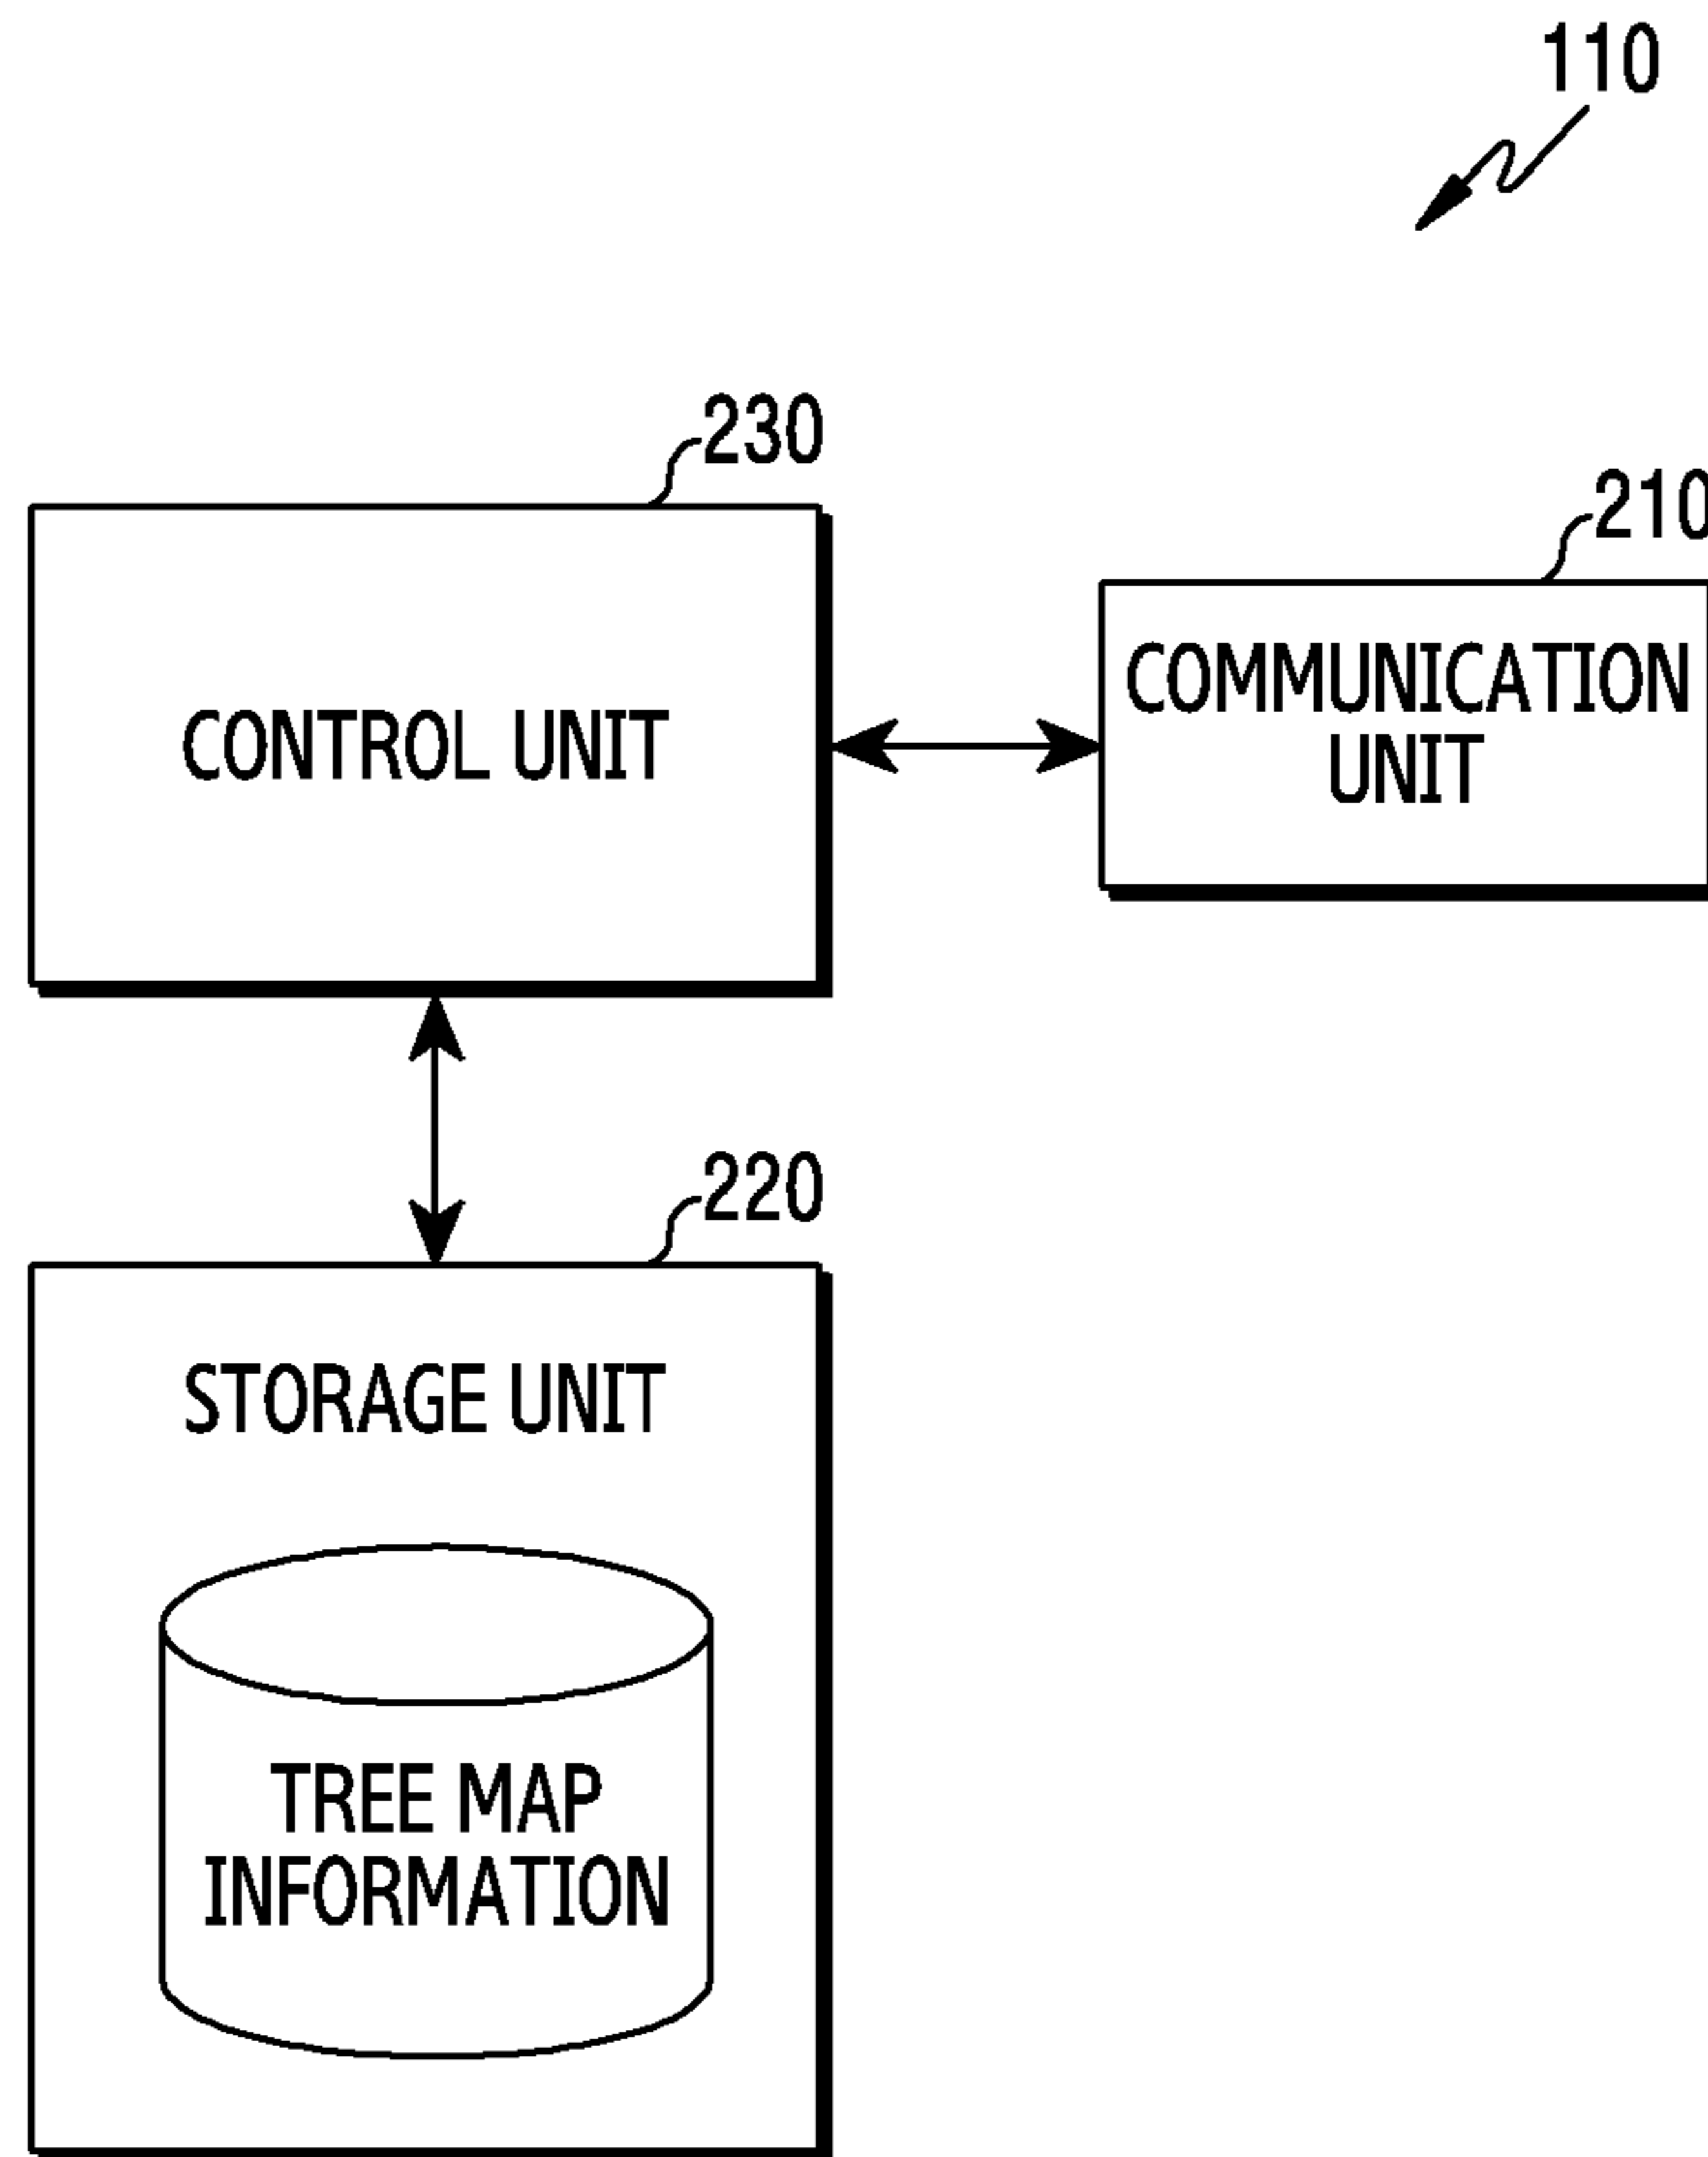 110
230
CONTROL UNIT
210
COMMUNICATION
UNIT
220
STORAGE UNIT
TREE MAP
INFORMATION